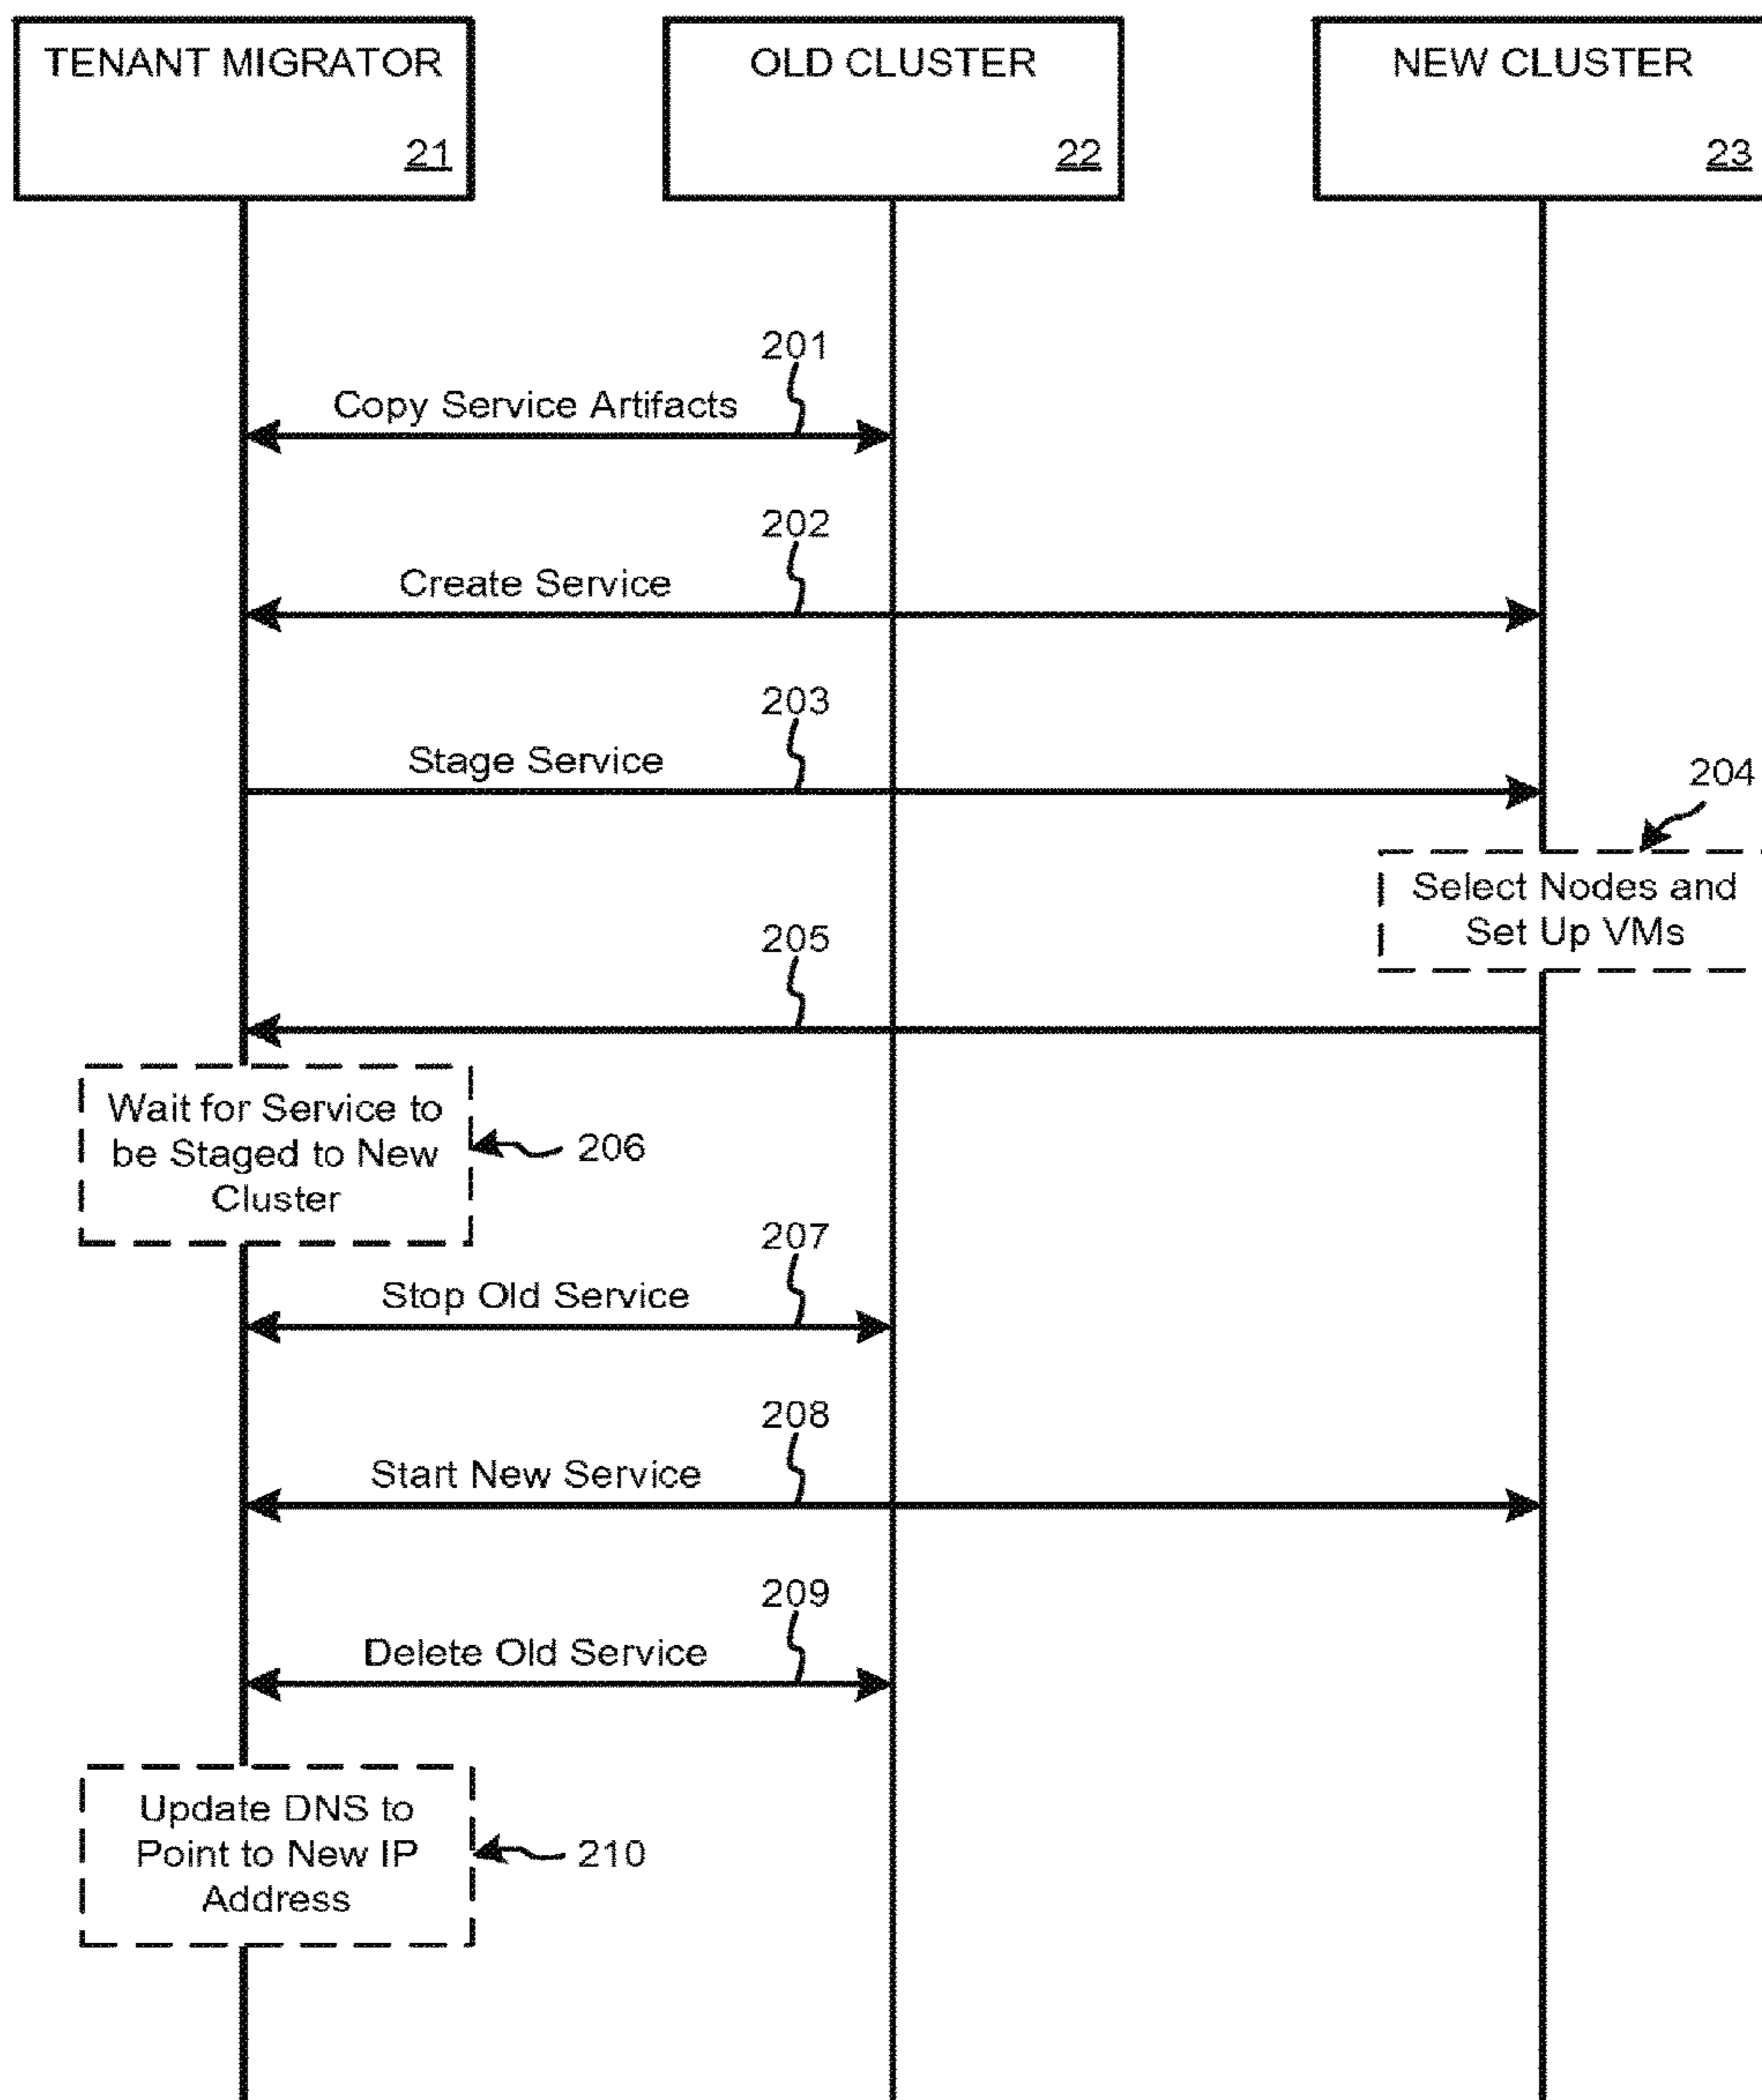 TENANT MIGRATOR
21
OLD CLUSTER
22
NEW CLUSTER
23
201
Copy Service Artifacts
202
Create Service
203
Stage Service
204
Select Nodes and
Set Up VMs
205
Wait for Service to
be Staged to New
Cluster
206
207
Stop Old Service
208
Start New Service
209
Delete Old Service
Update DNS to
Point to New IP
Address
210